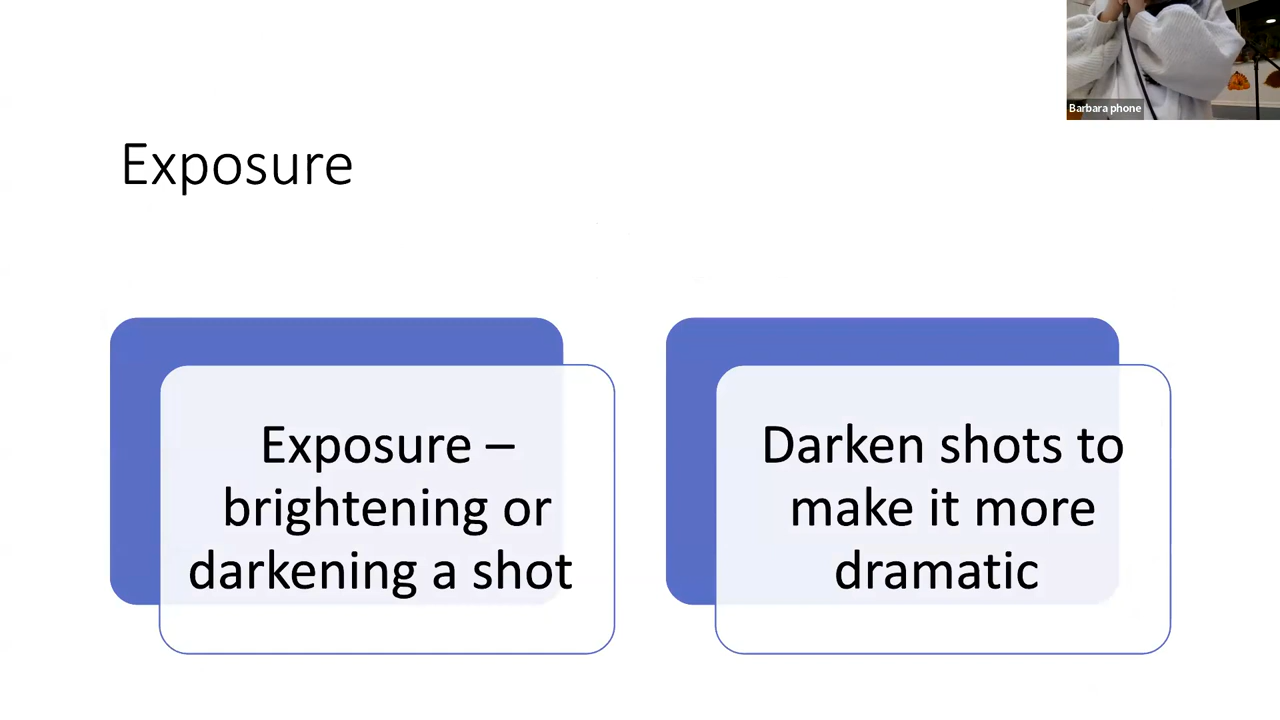 Barbara phone
Exposure
Exposure –
brightening or
darkening a shot
Darken shots to
make it more
dramatic